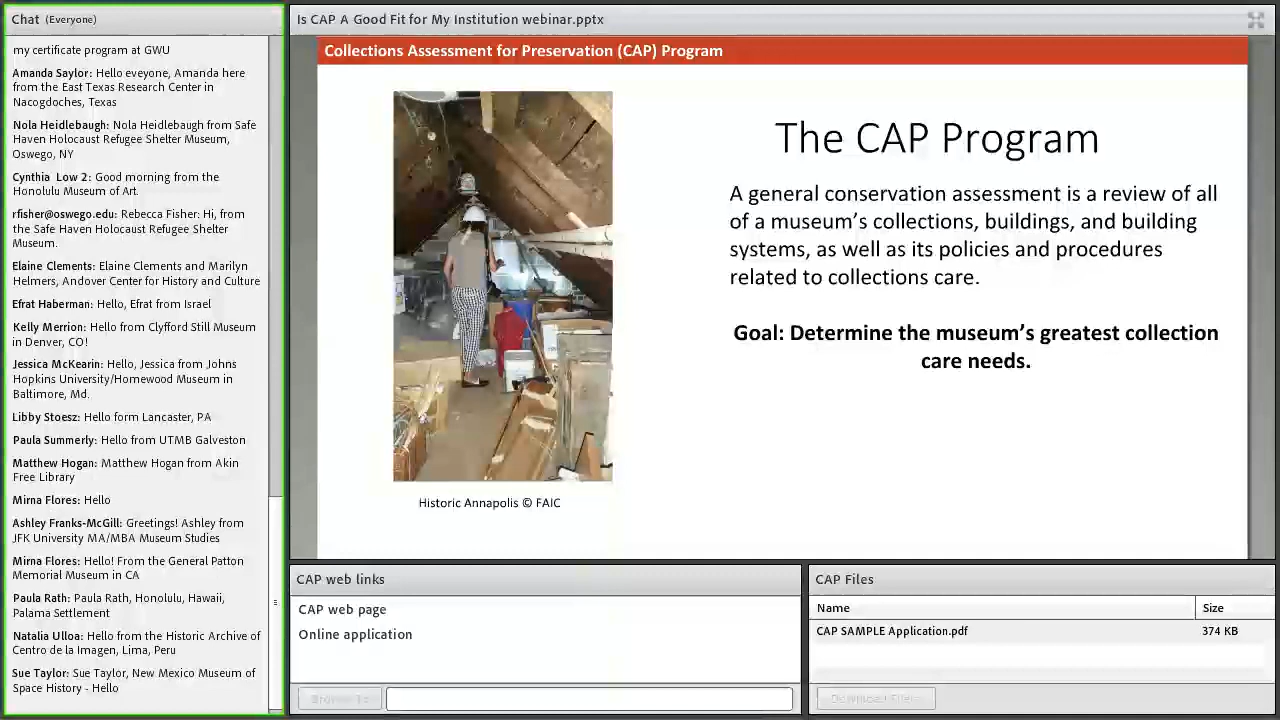 Chat (Everyone)
my certificate program at GWU
Amanda Saylor: Hello eveyone, Amanda here
from the East Texas Research Center in
Nacogdoches, Texas
Nola Heidlebaugh: Nola Heidlebaugh from Safe
Haven Holocaust Refugee Shelter Museum,
Oswego, NY
Cynthia Low 2: Good morning from the
Honolulu Museum of Art.
rfisher@oswego.edu: Rebecca Fisher: Hi, from
the Safe Haven Holocaust Refugee Shelter
Museum.
Elaine Clements: Elaine Clements and Marilyn
Helmers, Andover Center for History and Culture
Efrat Haberman: Hello, Efrat from Israel
Kelly Merrion: Hello from Clyfford Still Museum
in Denver, CO!
Jessica McKearin: Hello, Jessica from Johns
Hopkins University/Homewood Museum in
Baltimore, Md.
Libby Stoesz: Hello form Lancaster, PA
Paula Summerly: Hello from UTMB Galveston
Matthew Hogan: Matthew Hogan from Akin
Free Library
Mirna Flores: Hello
Ashley Franks-McGill: Greetings! Ashley from
JFK University MA/MBA Museum Studies
Mirna Flores: Hello! From the General Patton
Memorial Museum in CA
Paula Rath: Paula Rath, Honolulu, Hawaii,
Palama Settlement
Natalia Ulloa: Hello from the Historic Archive of
Centro de la Imagen, Lima, Peru
Sue Taylor: Sue Taylor, New Mexico Museum of
Space History - Hello
Is CAP A Good Fit for My Institution webinar.pptx
Collections Assessment for Preservation (CAP) Program
The CAP Program
A general conservation assessment is a review of all
of a museum’s collections, buildings, and building
systems, as well as its policies and procedures
related to collections care.
Goal: Determine the museum’s greatest collection
care needs.
Historic Annapolis © FAIC
CAP web links
CAP web page
Online application
Browse To
CAP Files
Name Size
CAP SAMPLE Application.pdf 374 KB
Download File(s)